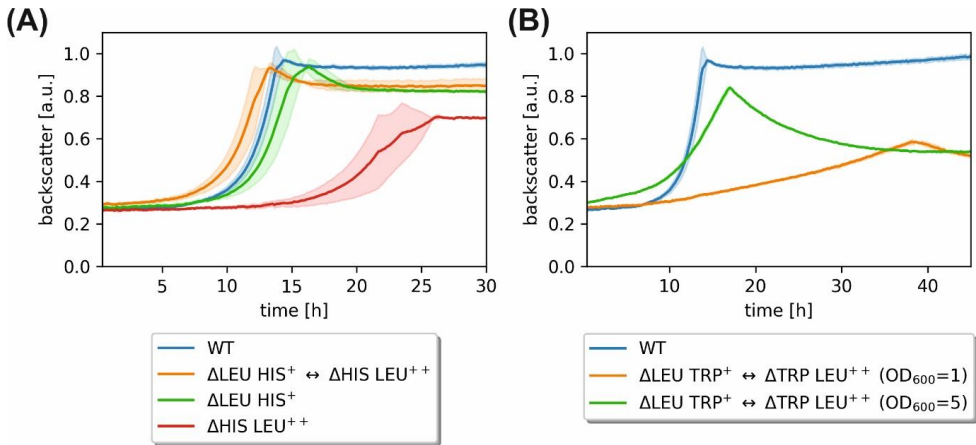 (A)
backscatter [a.u.]
1.0
0.8
0.6
0.4
0.2
0.0
5 10 15 20 25 30
time [h]
WT
ΔLEU HIS⁺ ↔ ΔHIS LEU⁺⁺
ΔLEU HIS⁺
ΔHIS LEU⁺⁺
(B)
backscatter [a.u.]
1.0
0.8
0.6
0.4
0.2
0.0
10 20 30 40
time [h]
WT
ΔLEU TRP⁺ ↔ ΔTRP LEU⁺⁺ (OD₆₀₀=1)
ΔLEU TRP⁺ ↔ ΔTRP LEU⁺⁺ (OD₆₀₀=5)